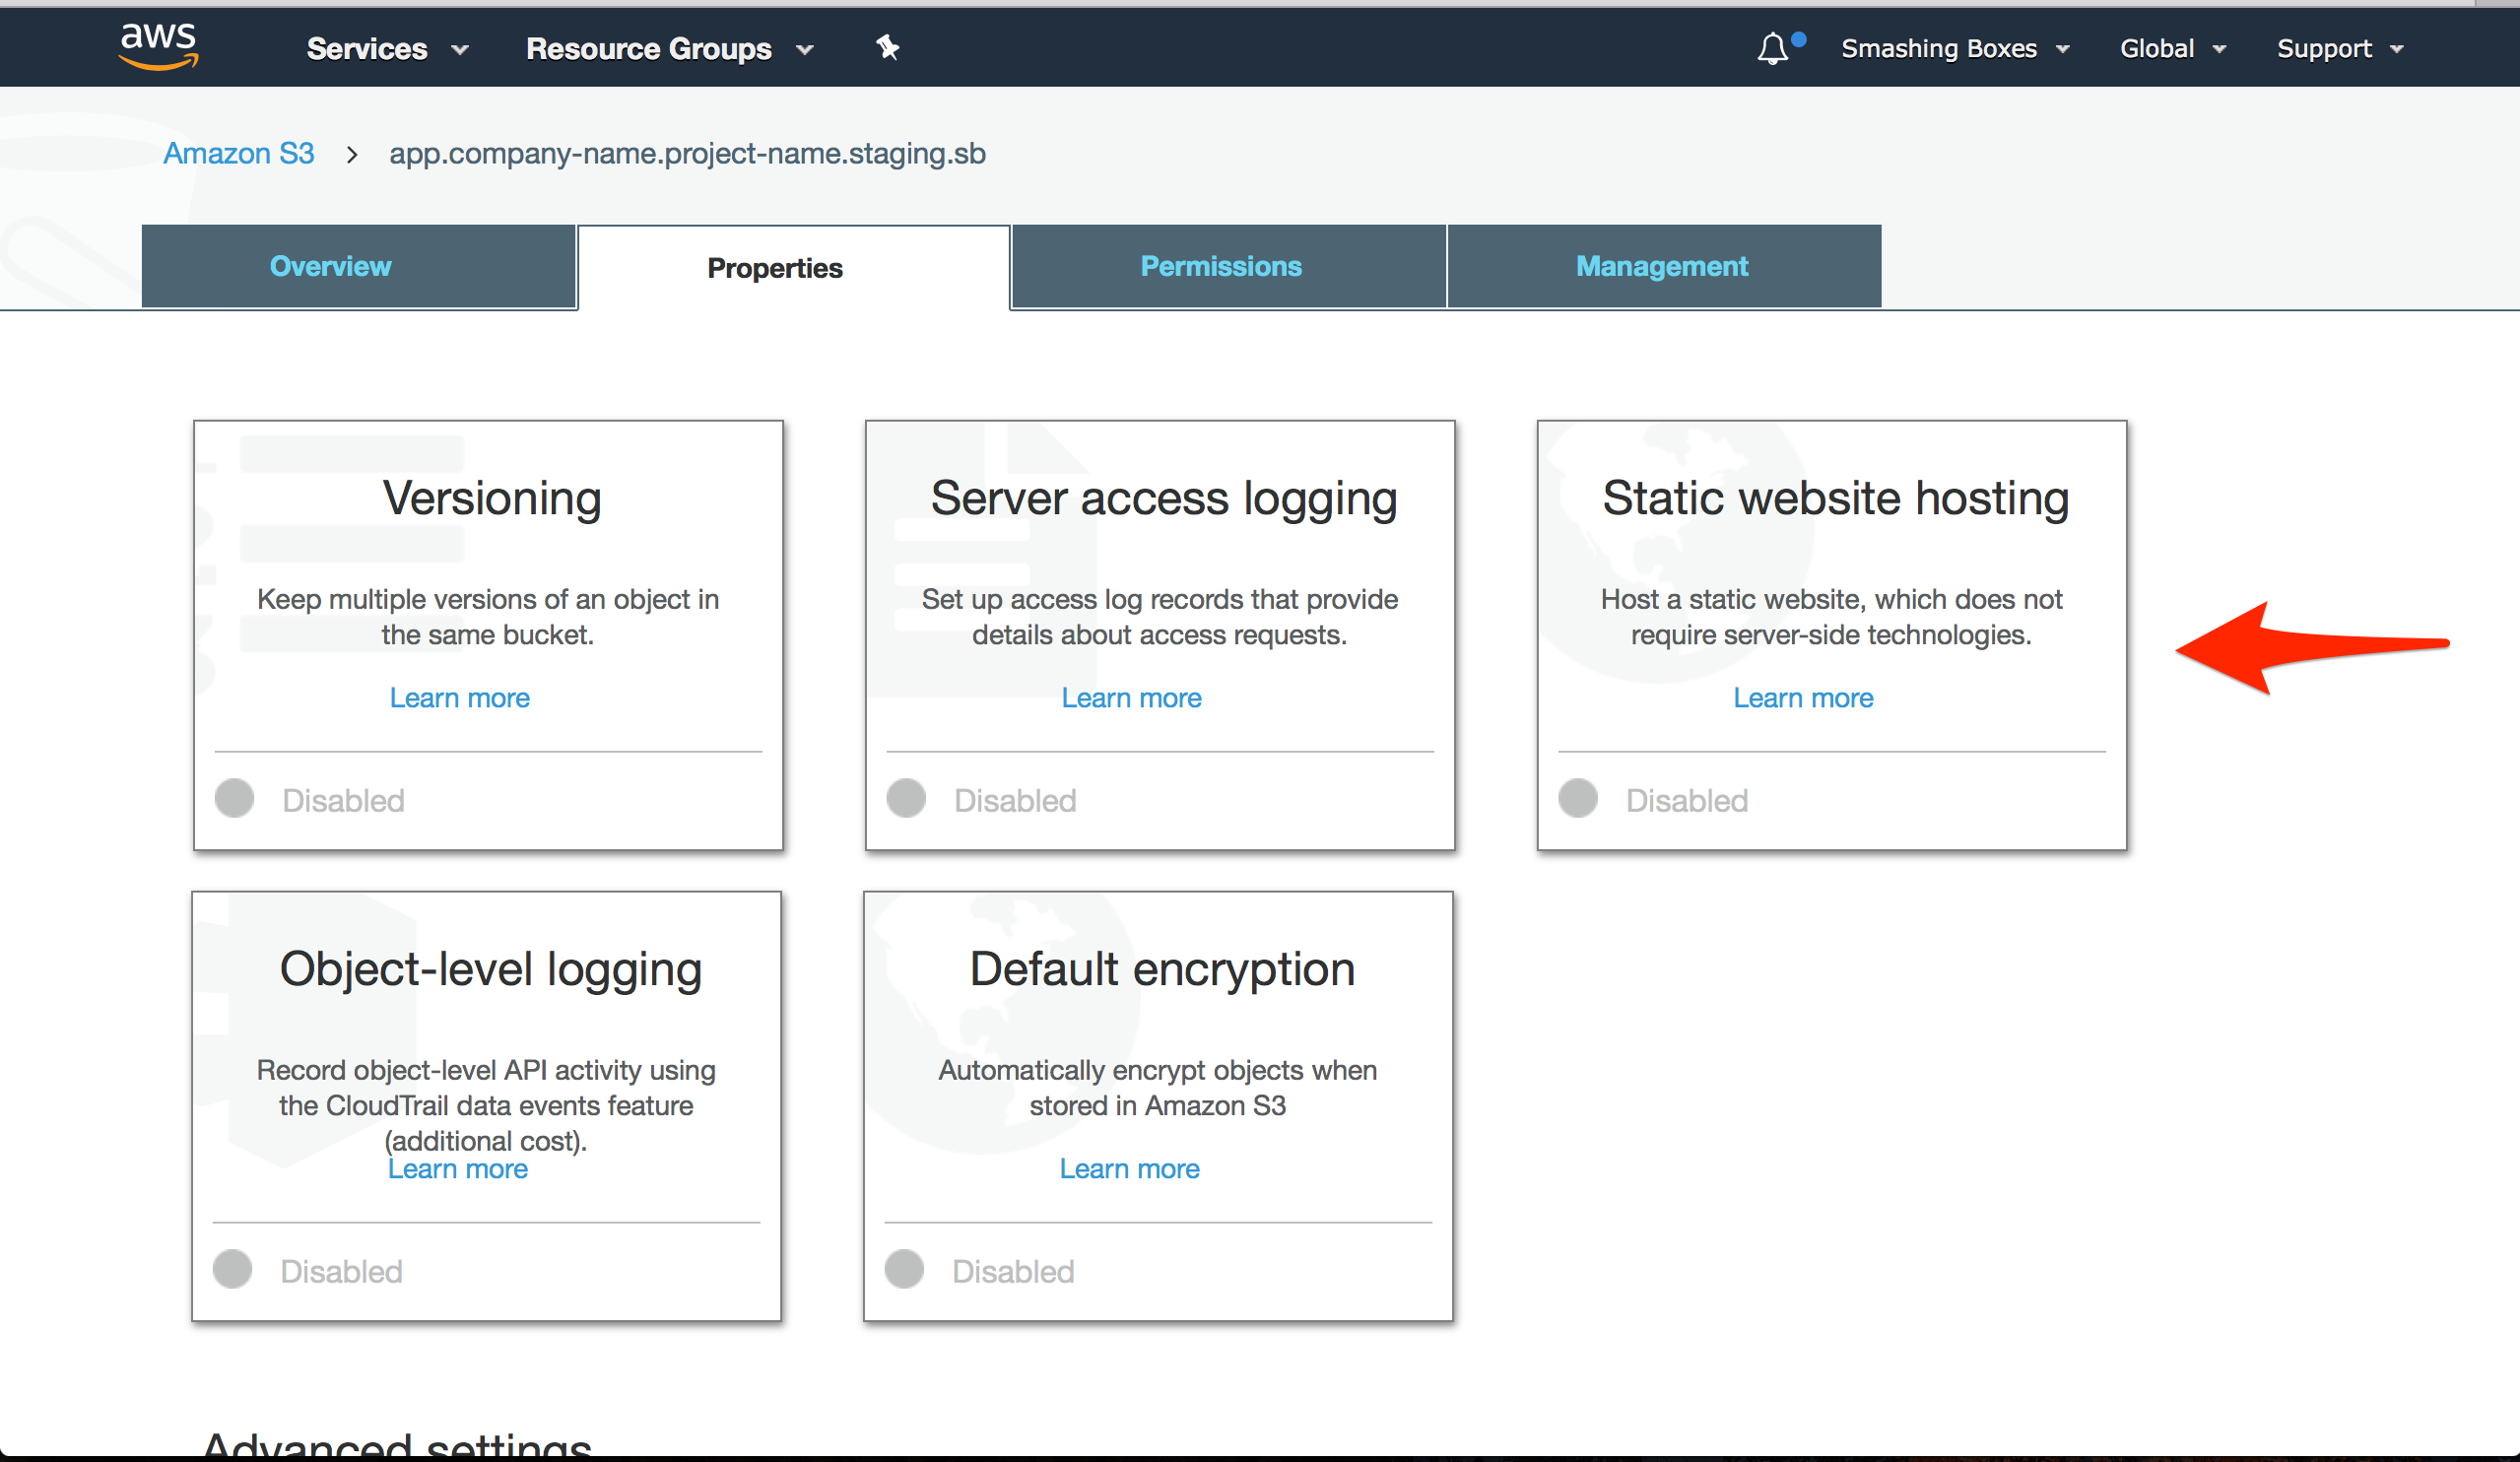 aws Services Resource Groups Smashing Boxes Global Support
Amazon S3 > app.company-name.project-name.staging.sb
Overview Properties Permissions Management
Versioning
Keep multiple versions of an object in
the same bucket.
Learn more
Disabled
Server access logging
Set up access log records that provide
details about access requests.
Learn more
Disabled
Static website hosting
Host a static website, which does not
require server-side technologies.
Learn more
Disabled
Object-level logging
Record object-level API activity using
the CloudTrail data events feature
(additional cost).
Learn more
Disabled
Default encryption
Automatically encrypt objects when
stored in Amazon S3
Learn more
Disabled
Advanced settings